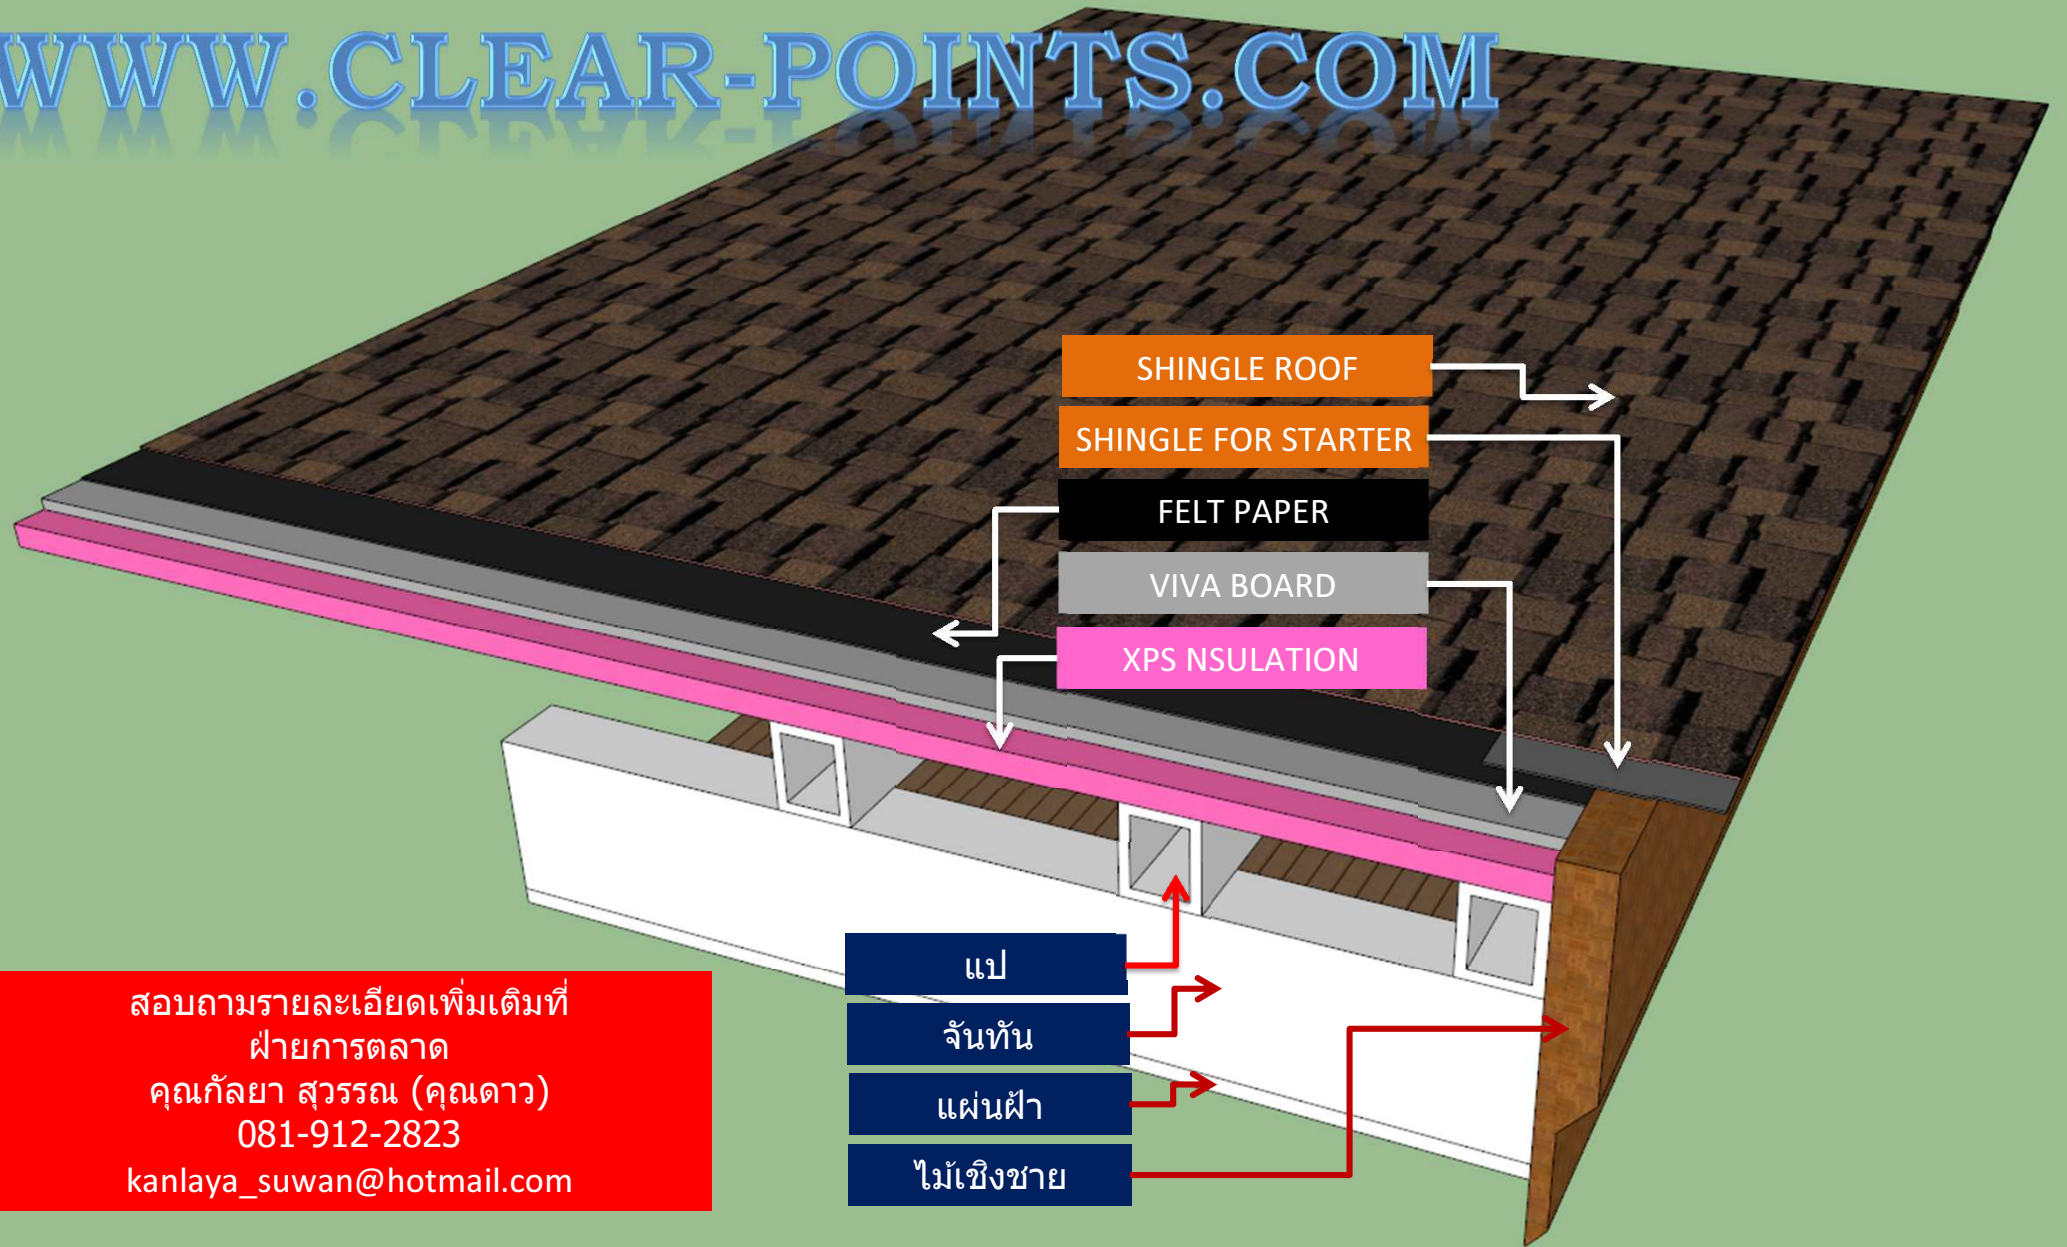 WWW.CLEAR-POINTS.COM
SHINGLE ROOF
SHINGLE FOR STARTER
FELT PAPER
VIVA BOARD
XPS NSULATION
แป
จันทัน
แผ่นฝ้า
ไม้เชิงชาย
สอบถามรายละเอียดเพิ่มเติมที่
ฝ่ายการตลาด
คุณกัลยา สุวรรณ (คุณดาว)
081-912-2823
kanlaya_suwan@hotmail.com